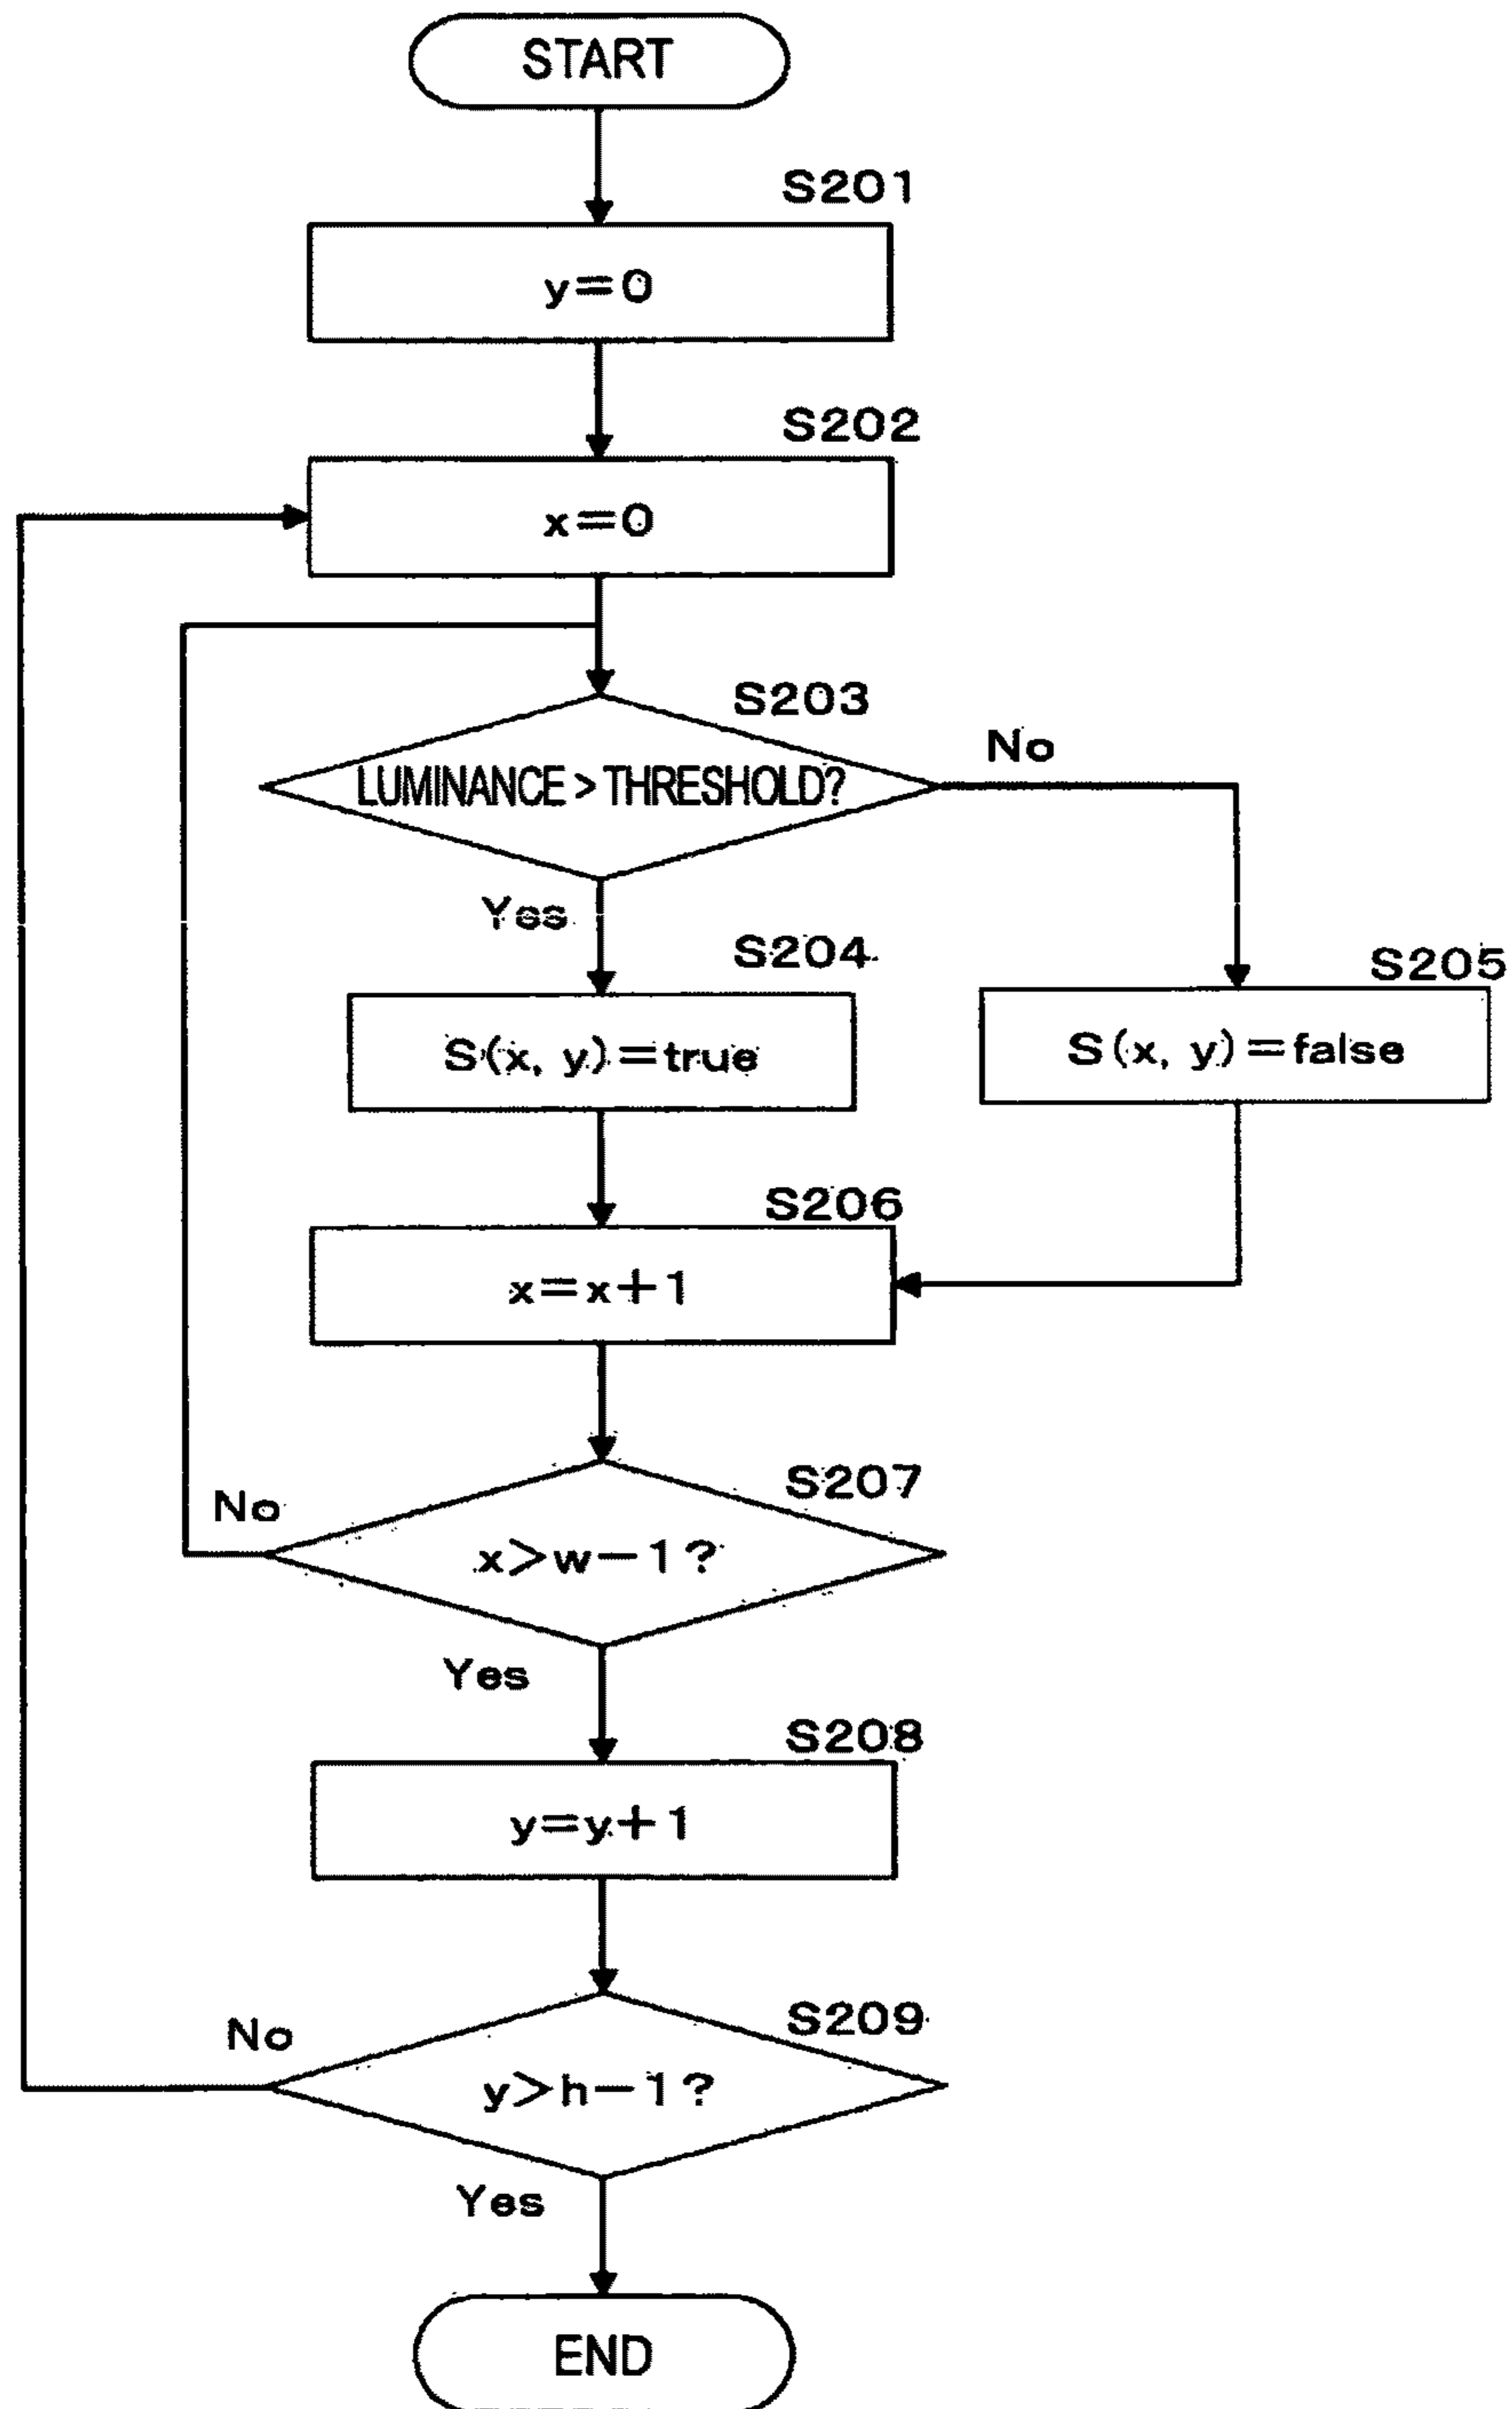 START
S201
y=0
S202
x=0
S203
LUMINANCE > THRESHOLD?
No
Yes
S204
S(x, y)=true
S205
S(x, y)=false
S206
x=x+1
S207
No
x>w-1?
Yes
S208
y=y+1
S209
No
y>h-1?
Yes
END